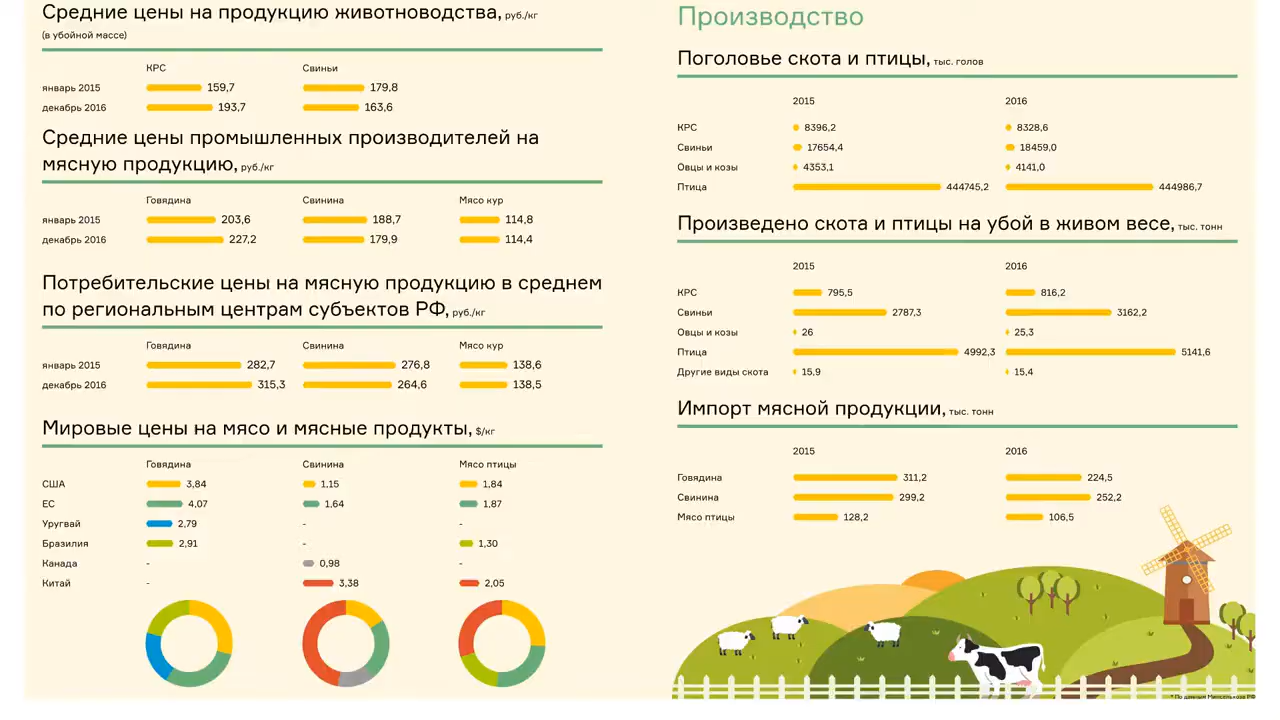 Средние цены на продукцию животноводства, руб./кг
(в убойной массе)
КРС Свиньи
январь 2015 159,7 179,8
декабрь 2016 193,7 163,6
Средние цены промышленных производителей на
мясную продукцию, руб./кг
Говядина Свинина Мясо кур
январь 2015 203,6 188,7 114,8
декабрь 2016 227,2 179,9 114,4
Потребительские цены на мясную продукцию в среднем
по региональным центрам субъектов РФ, руб./кг
Говядина Свинина Мясо кур
январь 2015 282,7 276,8 138,6
декабрь 2016 315,3 264,6 138,5
Мировые цены на мясо и мясные продукты, $/кг
Говядина Свинина Мясо птицы
США 3,84 1,15 1,84
ЕС 4,07 1,64 1,87
Уругвай 2,79 - -
Бразилия 2,91 - 1,30
Канада - 0,98
Китай - 3,38 2,05
Производство
Поголовье скота и птицы, тыс. голов
2015 2016
КРС 8396,2 8328,6
Свиньи 17654,4 18459,0
Овцы и козы 4353,1 4141,0
Птица 444745,2 444986,7
Произведено скота и птицы на убой в живом весе, тыс. тонн
2015 2016
КРС 795,5 816,2
Свиньи 2787,3 3162,2
Овцы и козы 26 25,3
Птица 4992,3 5141,6
Другие виды скота 15,9 15,4
Импорт мясной продукции, тыс. тонн
2015 2016
Говядина 311,2 224,5
Свинина 299,2 252,2
Мясо птицы 128,2 106,5
* По данным Минсельхоза РФ